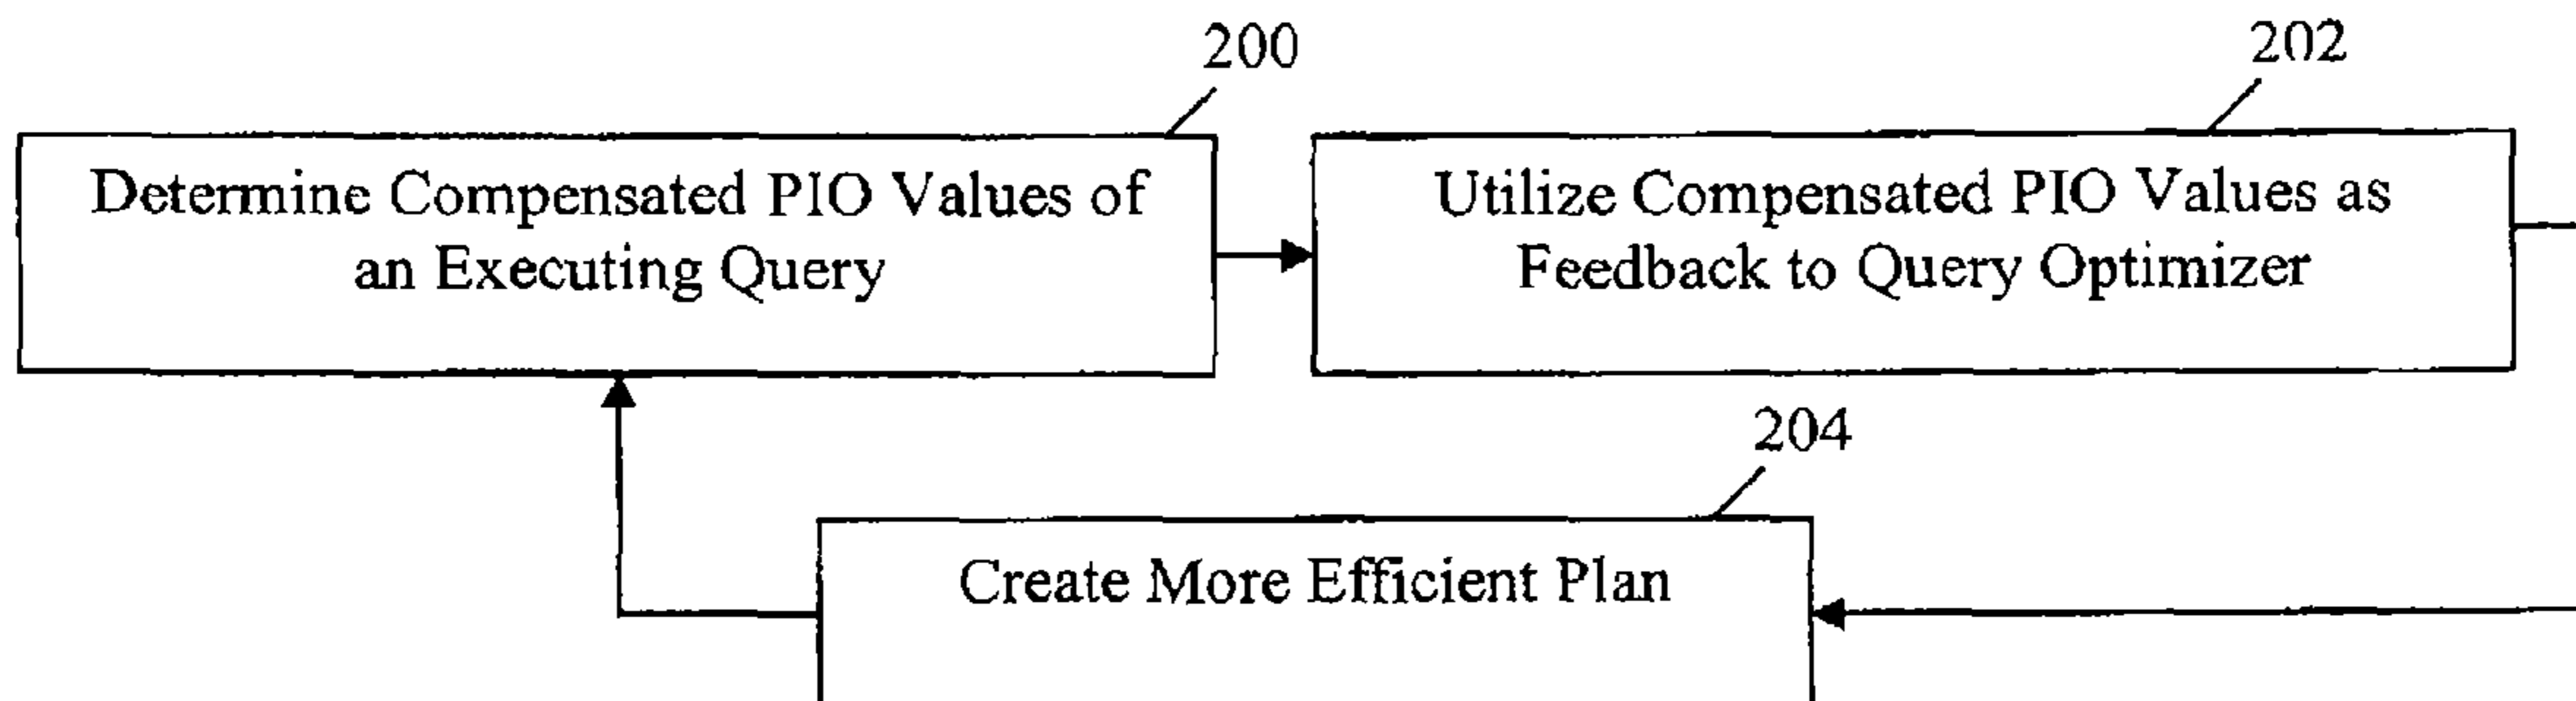 200
202
Determine Compensated PIO Values of
an Executing Query
Utilize Compensated PIO Values as
Feedback to Query Optimizer
204
Create More Efficient Plan